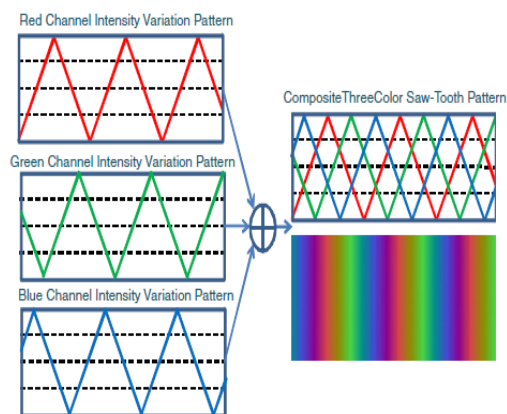 Red Channel Intensity Variation Pattern
CompositeThreeColor Saw-Tooth Pattern
Green Channel Intensity Variation Pattern
Blue Channel Intensity Variation Pattern